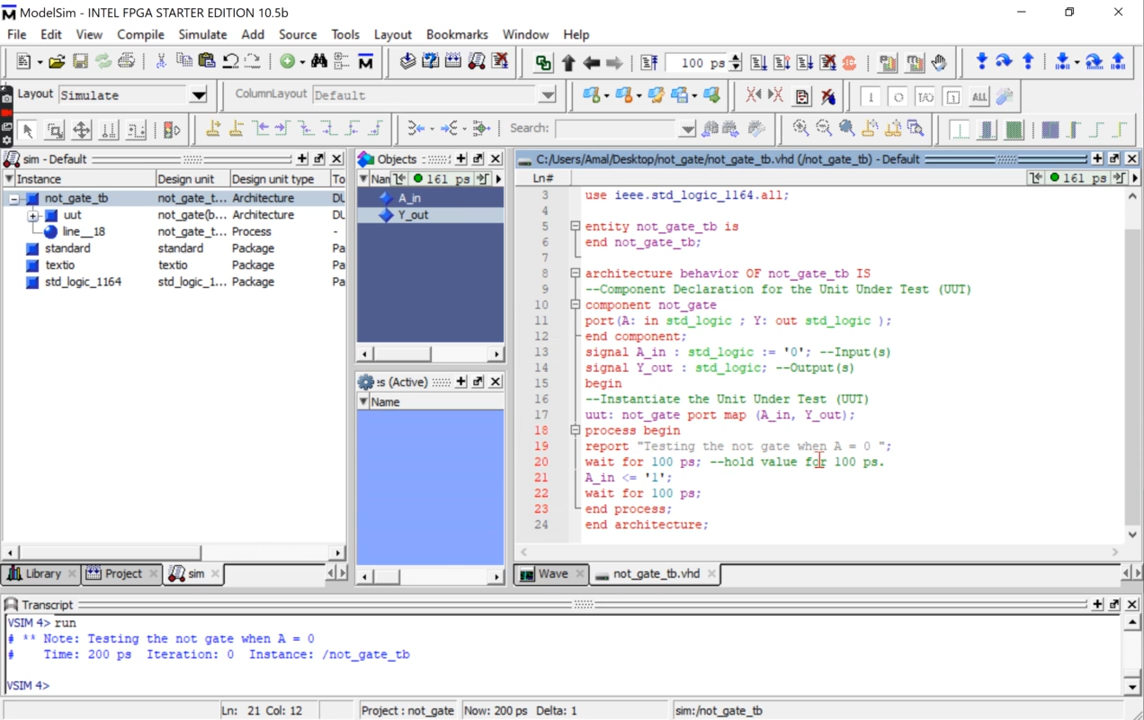 ModelSim - INTEL FPGA STARTER EDITION 10.5b
File Edit View Compile Simulate Add Source Tools Layout Bookmarks Window Help
100 ps
Layout Simulate ColumnLayout Default
ALL
Search:
sim - Default
Objects
C:/Users/Amal/Desktop/not_gate/not_gate_tb.vhd (/not_gate_tb) - Default
Instance Design unit Design unit type To
Nan 161 ps
Ln# 161 ps
not_gate_tb not_gate_t... Architecture DU
uut not_gate(b... Architecture DU
line__18 not_gate_t... Process -
standard standard Package Pa
textio textio Package Pa
std_logic_1164 std_logic_1... Package Pa
A_in
Y_out
s (Active)
Name
3 use ieee.std_logic_1164.all;
4
5 entity not_gate_tb is
6 end not_gate_tb;
7
8 architecture behavior OF not_gate_tb IS
9 --Component Declaration for the Unit Under Test (UUT)
10 component not_gate
11 port(A: in std_logic ; Y: out std_logic );
12 end component;
13 signal A_in : std_logic := '0'; --Input(s)
14 signal Y_out : std_logic; --Output(s)
15 begin
16 --Instantiate the Unit Under Test (UUT)
17 uut: not_gate port map (A_in, Y_out);
18 process begin
19 report "Testing the not gate when A = 0 ";
20 wait for 100 ps; --hold value for 100 ps.
21 A_in <= '1';
22 wait for 100 ps;
23 end process;
24 end architecture;
Library Project sim
Wave not_gate_tb.vhd
Transcript
VSIM 4> run
# ** Note: Testing the not gate when A = 0
# Time: 200 ps Iteration: 0 Instance: /not_gate_tb
VSIM 4>
Ln: 21 Col: 12 Project : not_gate Now: 200 ps Delta: 1 sim:/not_gate_tb